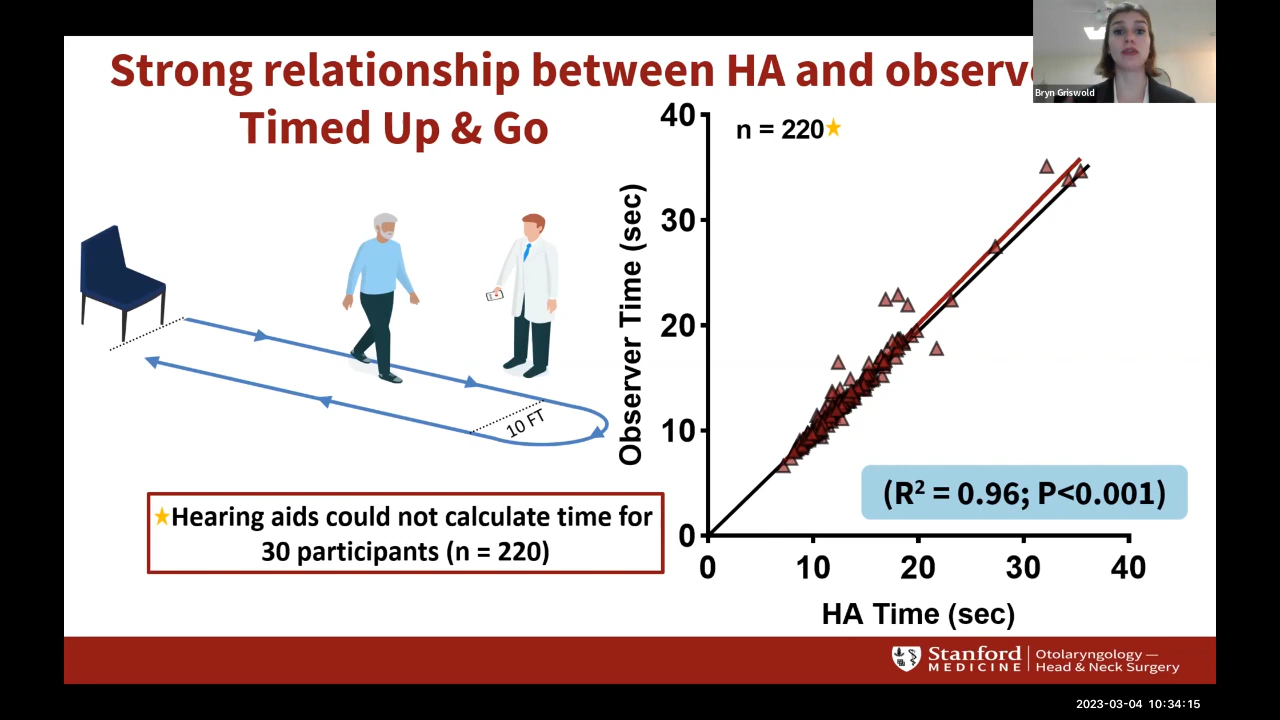 Strong relationship between HA and observe
Timed Up & Go
Bryn Griswold
n = 220
40
30
20
10
0
Observer Time (sec)
10 FT
(R² = 0.96; P<0.001)
Hearing aids could not calculate time for
30 participants (n = 220)
0 10 20 30 40
HA Time (sec)
Stanford
MEDICINE
Otolaryngology —
Head & Neck Surgery
2023-03-04 10:34:15